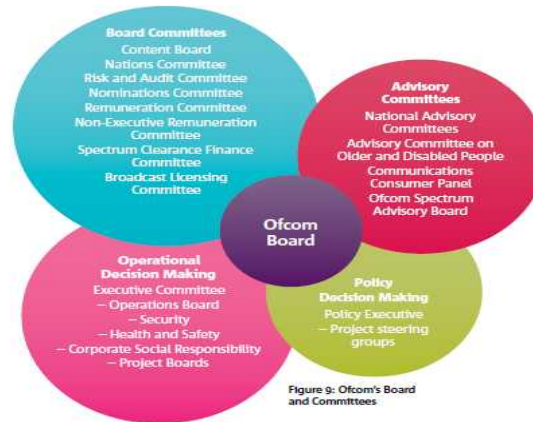 Board Committees
Content Board
Nations Committee
Risk and Audit Committee
Nominations Committee
Remuneration Committee
Non-Executive Remuneration
Committee
Spectrum Clearance Finance
Committee
Broadcast Licensing
Committee
Advisory
Committees
National Advisory
Committees
Advisory Committee on
Older and Disabled People
Communications
Consumer Panel
Ofcom Spectrum
Advisory Board
Ofcom
Board
Operational
Decision Making
Executive Committee
– Operations Board
– Security
– Health and Safety
– Corporate Social Responsibility
– Project Boards
Policy
Decision Making
Policy Executive
– Project steering
groups
Figure 9: Ofcom's Board
and Committees